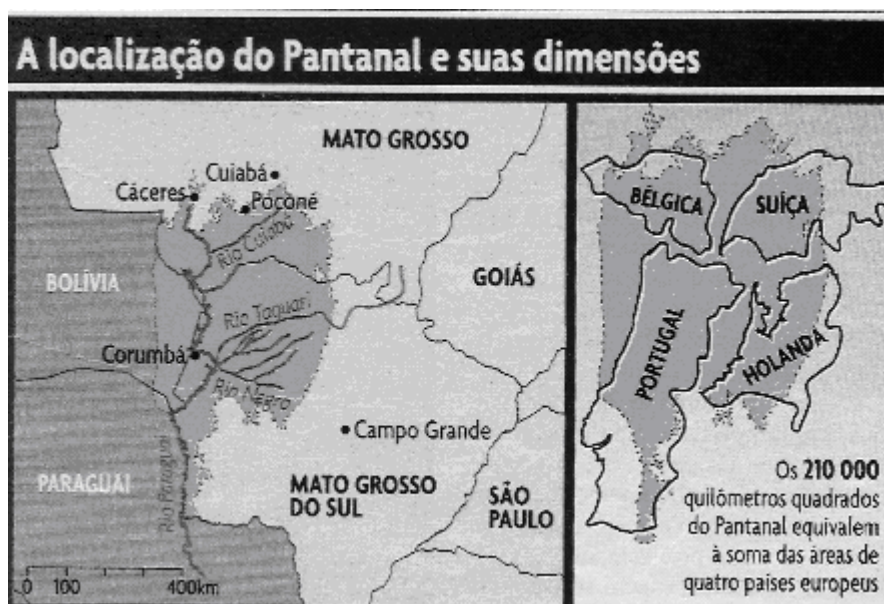 A localização do Pantanal e suas dimensões
MATO GROSSO
Cuiabá
Cáceres
Poconé
Rio Cuiabá
BOLÍVIA
GOIÁS
Rio Taquari
Corumbá
Rio Negro
Campo Grande
PARAGUAI
Rio Paraguai
MATO GROSSO
DO SUL
SÃO
PAULO
0 100 400km
BÉLGICA
SUÍÇA
PORTUGAL
HOLANDA
Os 210 000
quilômetros quadrados
do Pantanal equivalem
à soma das áreas de
quatro países europeus